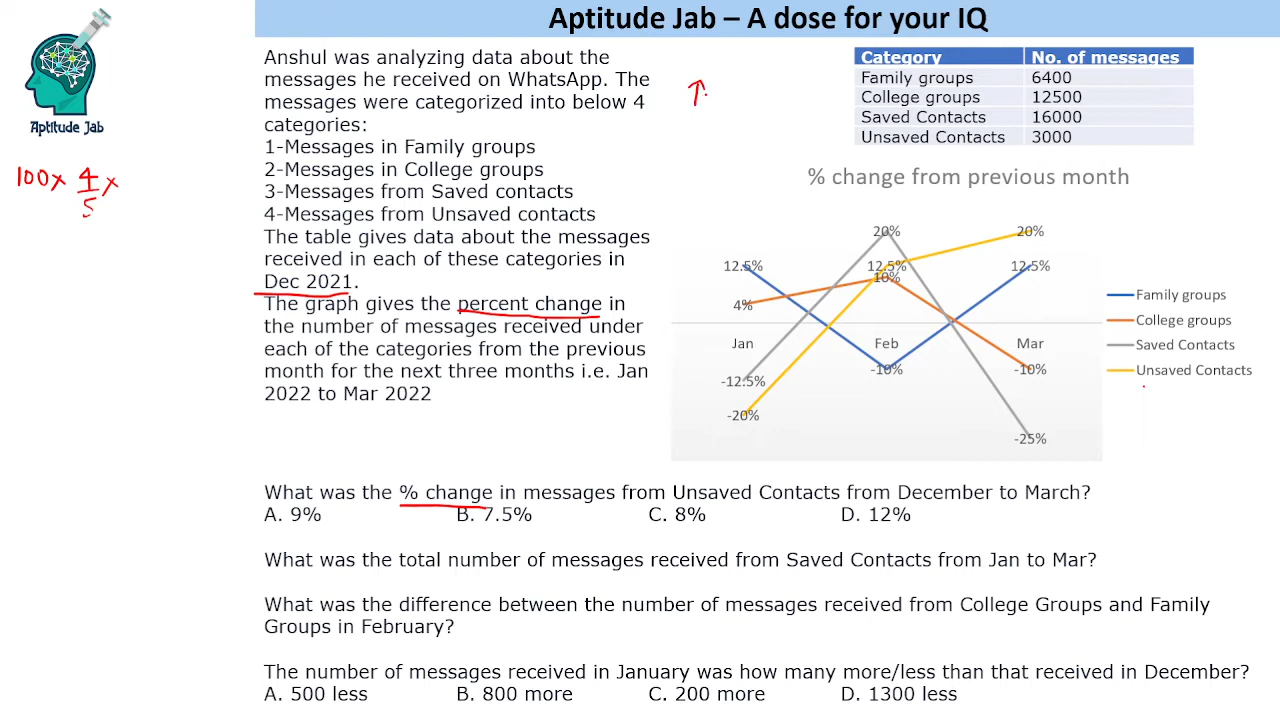 Aptitude Jab – A dose for your IQ
Aptitude Jab
100x 4/5 x
Anshul was analyzing data about the
messages he received on WhatsApp. The
messages were categorized into below 4
categories:
1-Messages in Family groups
2-Messages in College groups
3-Messages from Saved contacts
4-Messages from Unsaved contacts
The table gives data about the messages
received in each of these categories in
Dec 2021.
The graph gives the percent change in
the number of messages received under
each of the categories from the previous
month for the next three months i.e. Jan
2022 to Mar 2022
Category No. of messages
Family groups 6400
College groups 12500
Saved Contacts 16000
Unsaved Contacts 3000
% change from previous month
20% 20%
12.5% 12.5% 12.5%
10%
4%
Jan Feb Mar
-10% -10%
-12.5%
-20%
-25%
Family groups
College groups
Saved Contacts
Unsaved Contacts
What was the % change in messages from Unsaved Contacts from December to March?
A. 9% B. 7.5% C. 8% D. 12%
What was the total number of messages received from Saved Contacts from Jan to Mar?
What was the difference between the number of messages received from College Groups and Family
Groups in February?
The number of messages received in January was how many more/less than that received in December?
A. 500 less B. 800 more C. 200 more D. 1300 less